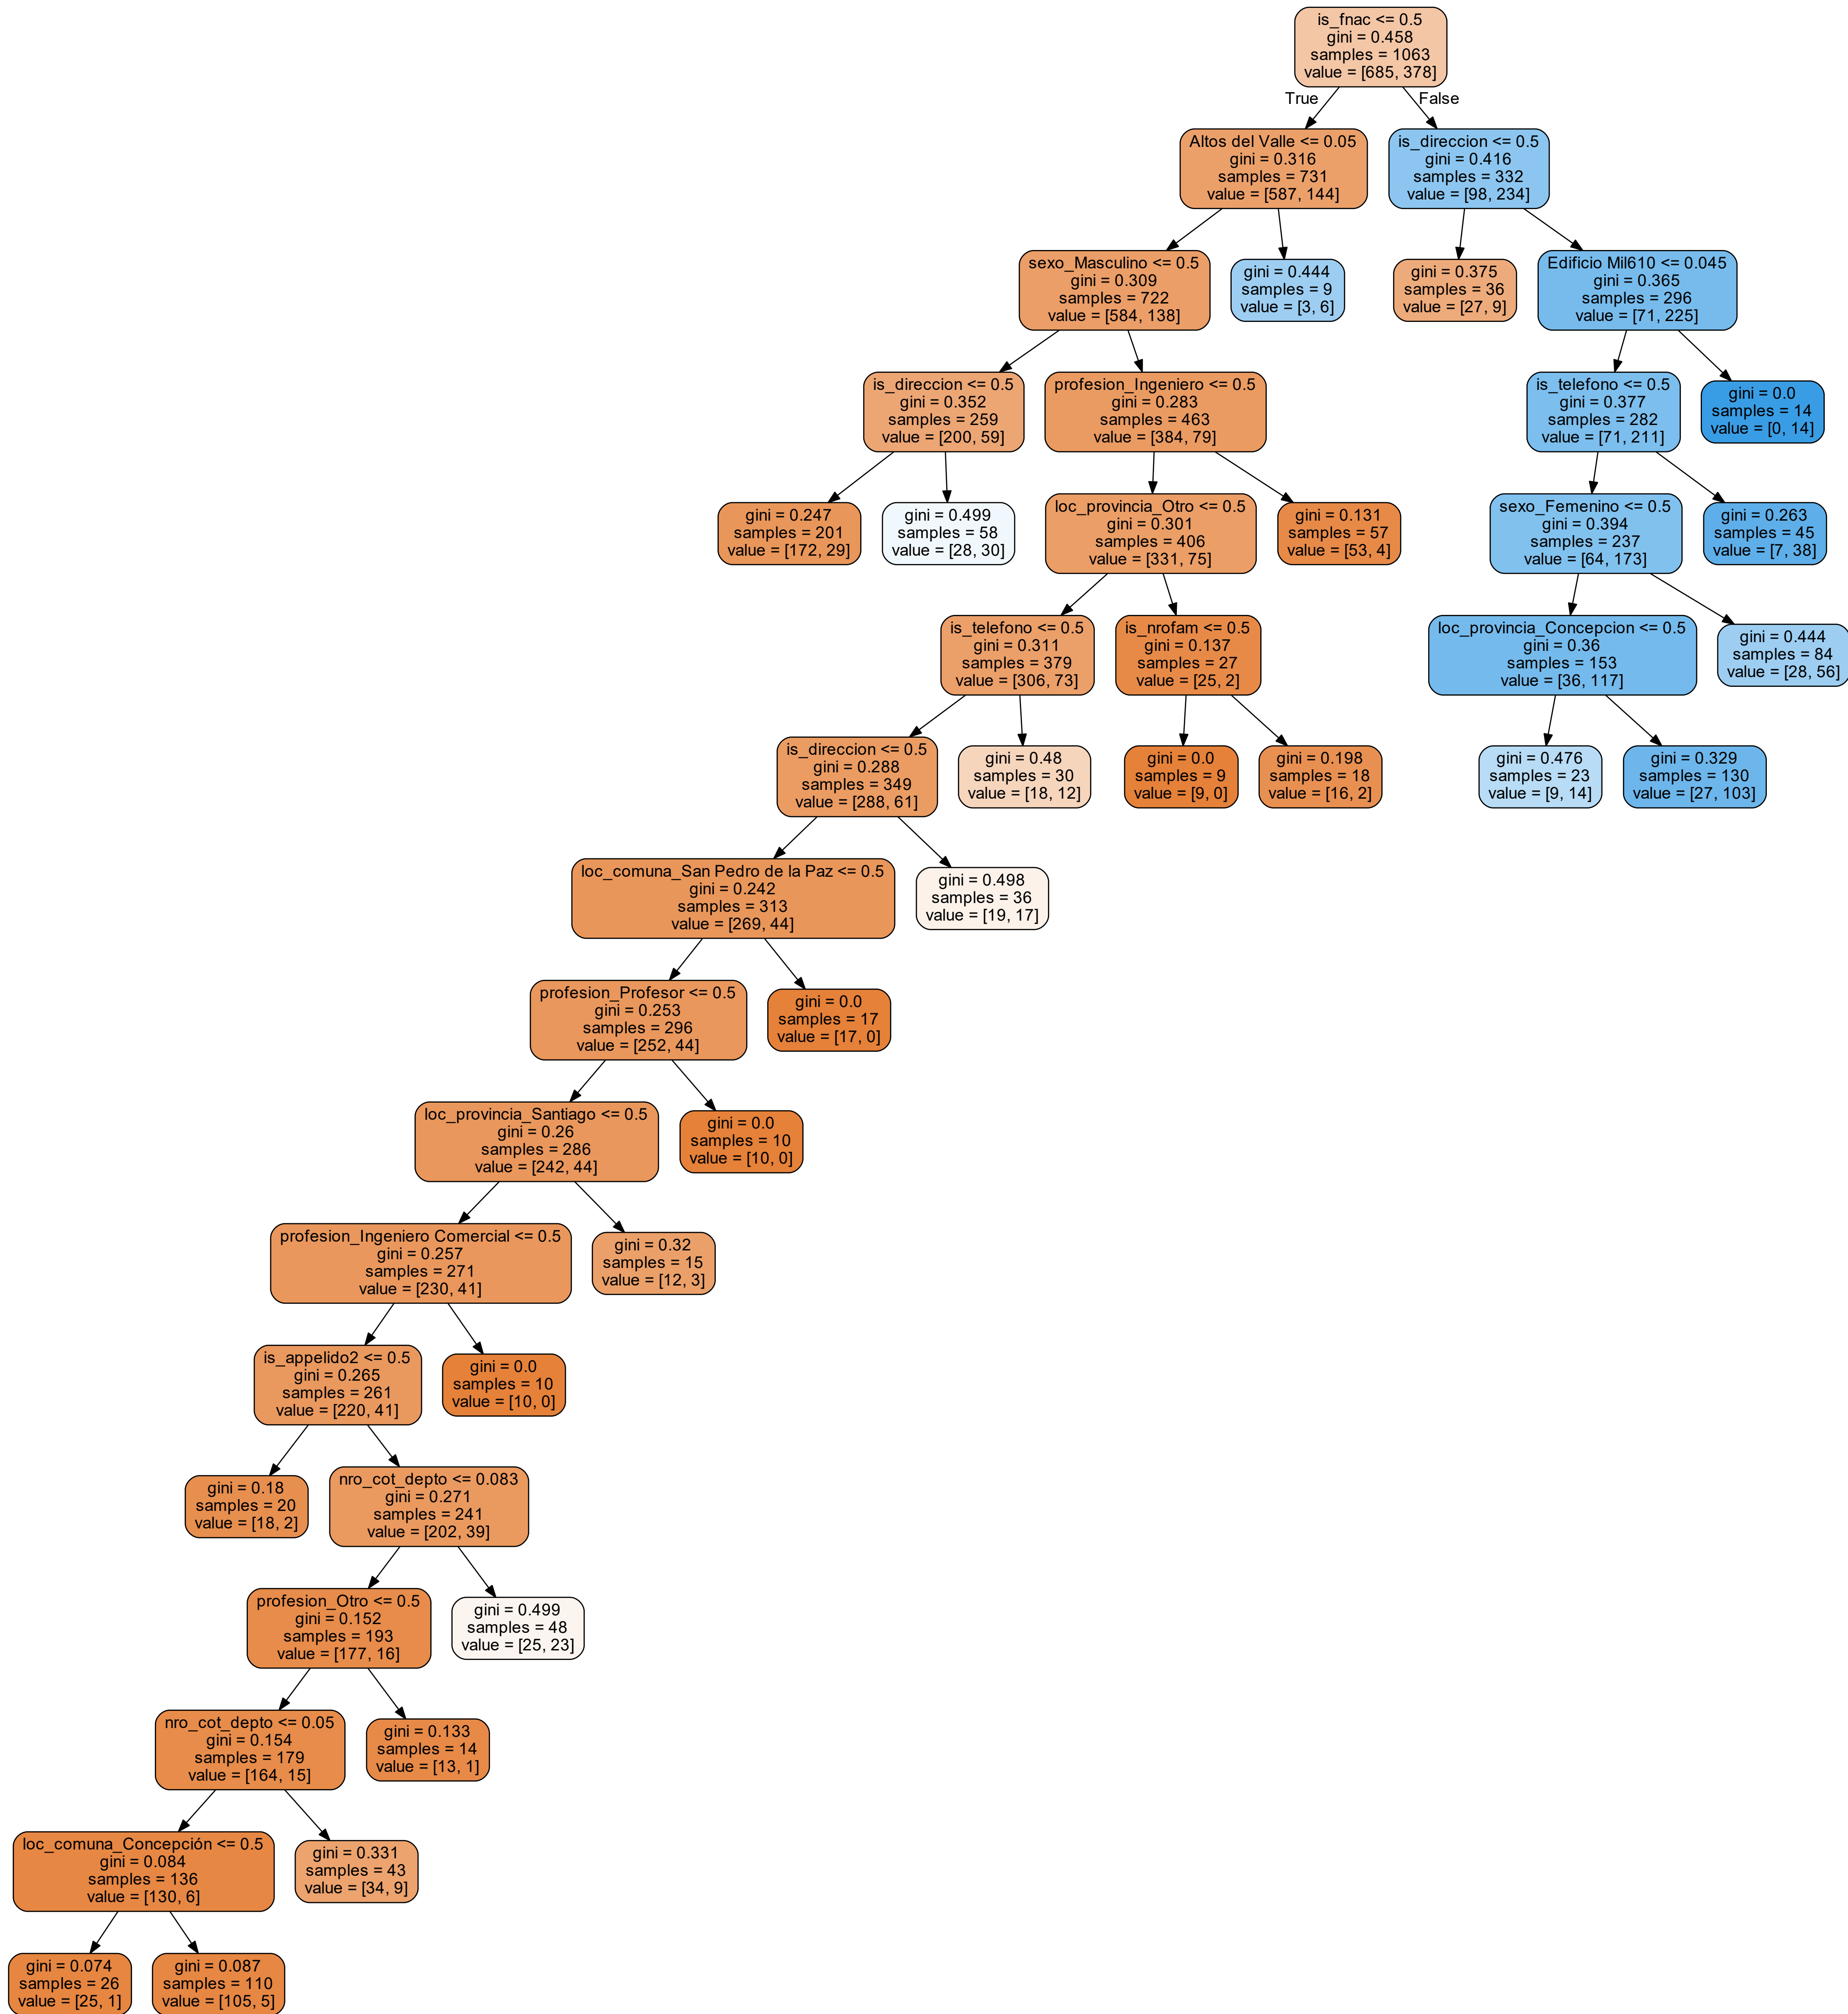 is_fnac <= 0.5
gini = 0.458
samples = 1063
value = [685, 378]
True
False
Altos del Valle <= 0.05
gini = 0.316
samples = 731
value = [587, 144]
is_direccion <= 0.5
gini = 0.416
samples = 332
value = [98, 234]
sexo_Masculino <= 0.5
gini = 0.309
samples = 722
value = [584, 138]
gini = 0.444
samples = 9
value = [3, 6]
gini = 0.375
samples = 36
value = [27, 9]
Edificio Mil610 <= 0.045
gini = 0.365
samples = 296
value = [71, 225]
is_direccion <= 0.5
gini = 0.352
samples = 259
value = [200, 59]
profesion_Ingeniero <= 0.5
gini = 0.283
samples = 463
value = [384, 79]
is_telefono <= 0.5
gini = 0.377
samples = 282
value = [71, 211]
gini = 0.0
samples = 14
value = [0, 14]
gini = 0.247
samples = 201
value = [172, 29]
gini = 0.499
samples = 58
value = [28, 30]
loc_provincia_Otro <= 0.5
gini = 0.301
samples = 406
value = [331, 75]
gini = 0.131
samples = 57
value = [53, 4]
sexo_Femenino <= 0.5
gini = 0.394
samples = 237
value = [64, 173]
gini = 0.263
samples = 45
value = [7, 38]
is_telefono <= 0.5
gini = 0.311
samples = 379
value = [306, 73]
is_nrofam <= 0.5
gini = 0.137
samples = 27
value = [25, 2]
loc_provincia_Concepcion <= 0.5
gini = 0.36
samples = 153
value = [36, 117]
gini = 0.444
samples = 84
value = [28, 56]
is_direccion <= 0.5
gini = 0.288
samples = 349
value = [288, 61]
gini = 0.48
samples = 30
value = [18, 12]
gini = 0.0
samples = 9
value = [9, 0]
gini = 0.198
samples = 18
value = [16, 2]
gini = 0.476
samples = 23
value = [9, 14]
gini = 0.329
samples = 130
value = [27, 103]
loc_comuna_San Pedro de la Paz <= 0.5
gini = 0.242
samples = 313
value = [269, 44]
gini = 0.498
samples = 36
value = [19, 17]
profesion_Profesor <= 0.5
gini = 0.253
samples = 296
value = [252, 44]
gini = 0.0
samples = 17
value = [17, 0]
loc_provincia_Santiago <= 0.5
gini = 0.26
samples = 286
value = [242, 44]
gini = 0.0
samples = 10
value = [10, 0]
profesion_Ingeniero Comercial <= 0.5
gini = 0.257
samples = 271
value = [230, 41]
gini = 0.32
samples = 15
value = [12, 3]
is_appelido2 <= 0.5
gini = 0.265
samples = 261
value = [220, 41]
gini = 0.0
samples = 10
value = [10, 0]
gini = 0.18
samples = 20
value = [18, 2]
nro_cot_depto <= 0.083
gini = 0.271
samples = 241
value = [202, 39]
profesion_Otro <= 0.5
gini = 0.152
samples = 193
value = [177, 16]
gini = 0.499
samples = 48
value = [25, 23]
nro_cot_depto <= 0.05
gini = 0.154
samples = 179
value = [164, 15]
gini = 0.133
samples = 14
value = [13, 1]
loc_comuna_Concepción <= 0.5
gini = 0.084
samples = 136
value = [130, 6]
gini = 0.331
samples = 43
value = [34, 9]
gini = 0.074
samples = 26
value = [25, 1]
gini = 0.087
samples = 110
value = [105, 5]